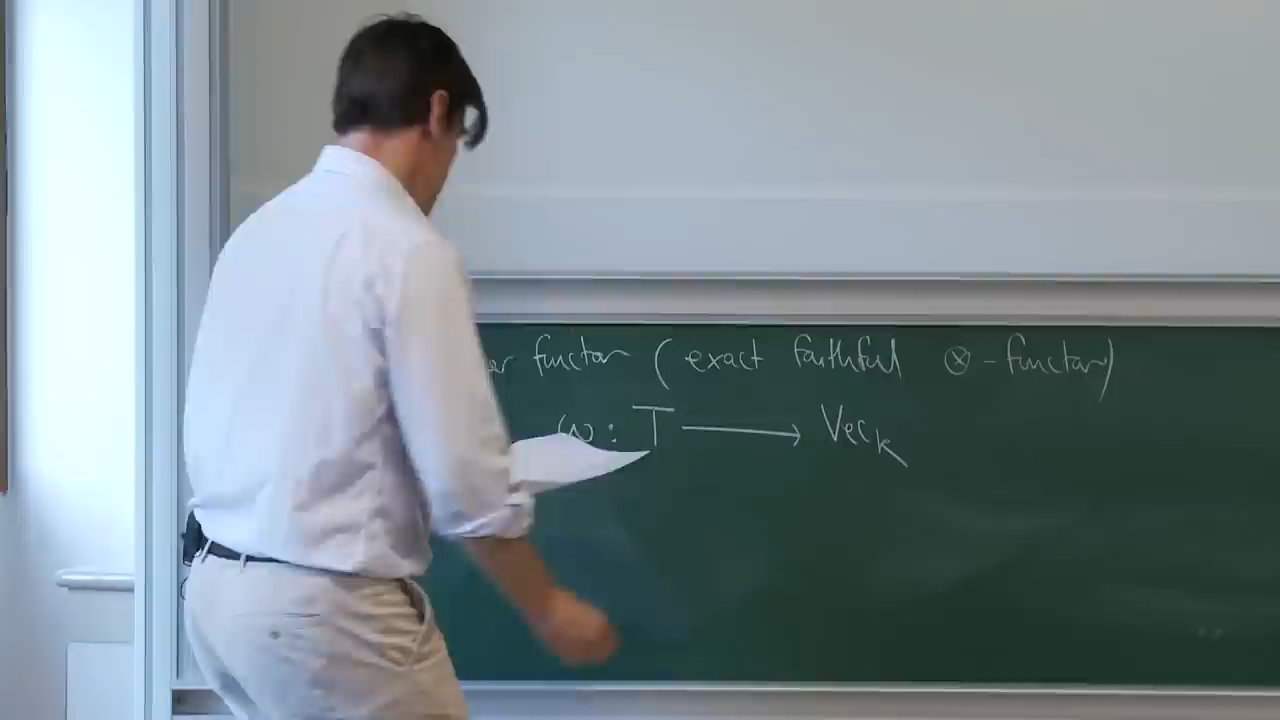 functor (exact faithful ⊗-functor)
ω: T ⟶ Vec_k